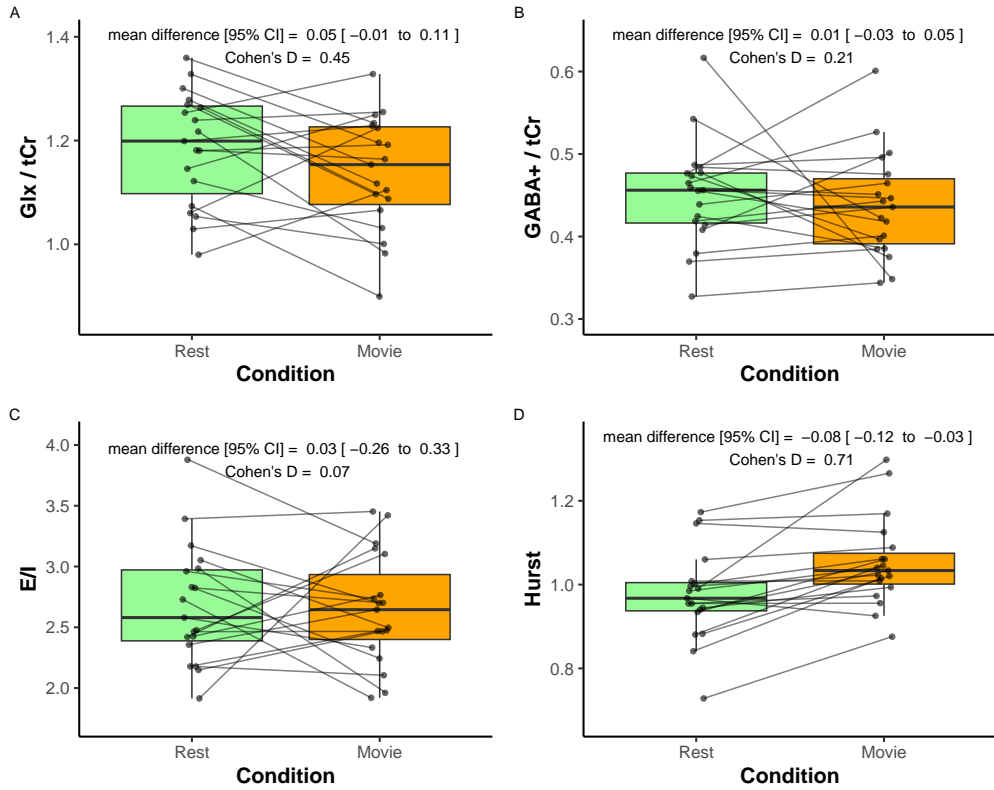 A
mean difference [95% CI] = 0.05 [ −0.01 to 0.11 ]
Cohen's D = 0.45
1.4
1.2
1.0
Glx / tCr
Rest
Movie
Condition
B
mean difference [95% CI] = 0.01 [ −0.03 to 0.05 ]
Cohen's D = 0.21
0.6
0.5
0.4
0.3
GABA+ / tCr
Rest
Movie
Condition
C
mean difference [95% CI] = 0.03 [ −0.26 to 0.33 ]
Cohen's D = 0.07
4.0
3.5
3.0
2.5
2.0
E/I
Rest
Movie
Condition
D
mean difference [95% CI] = −0.08 [ −0.12 to −0.03 ]
Cohen's D = 0.71
1.2
1.0
0.8
Hurst
Rest
Movie
Condition